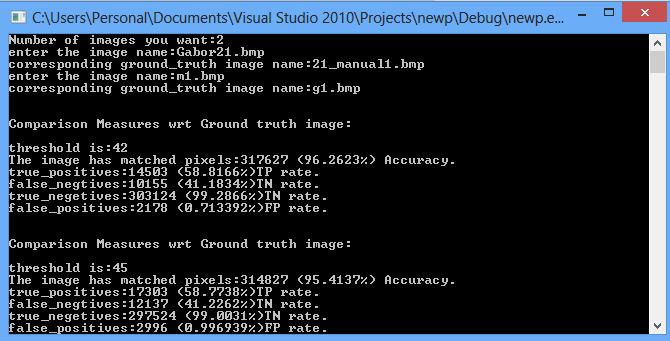 C:\Users\Personal\Documents\Visual Studio 2010\Projects\newp\Debug\newp.e...
Number of images you want:2
enter the image name:Gabor21.bmp
corresponding ground_truth image name:21_manual1.bmp
enter the image name:m1.bmp
corresponding ground_truth image name:g1.bmp
Comparison Measures wrt Ground truth image:
threshold is:42
The image has matched pixels:317627 (96.2623%) Accuracy.
true_positives:14503 (58.8166%)TP rate.
false_negtives:10155 (41.1834%)TN rate.
true_negetives:303124 (99.2866%)TN rate.
false_positives:2178 (0.713392%)FP rate.
Comparison Measures wrt Ground truth image:
threshold is:45
The image has matched pixels:314827 (95.4137%) Accuracy.
true_positives:17303 (58.7738%)TP rate.
false_negtives:12137 (41.2262%)TN rate.
true_negetives:297524 (99.0031%)TN rate.
false_positives:2996 (0.996939%)FP rate.